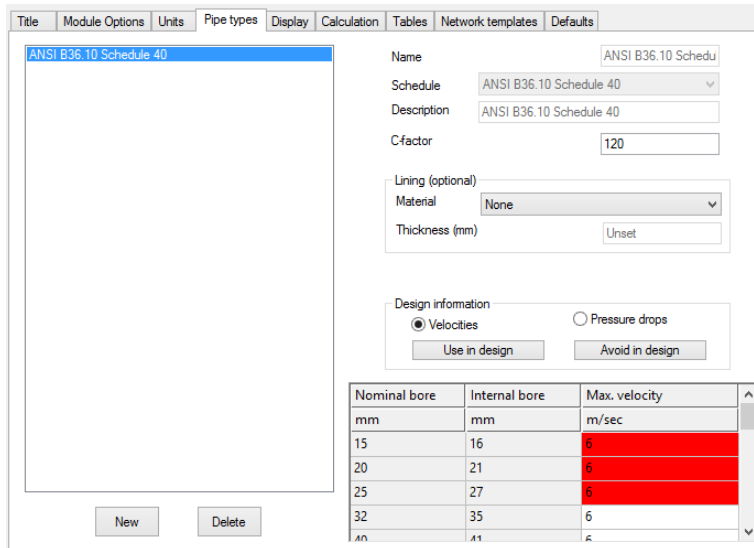 Title Module Options Units Pipe types Display Calculation Tables Network templates Defaults
ANSI B36.10 Schedule 40
Name ANSI B36.10 Schedu
Schedule ANSI B36.10 Schedule 40
Description ANSI B36.10 Schedule 40
C-factor 120
Lining (optional)
Material None
Thickness (mm) Unset
Design information
Velocities Pressure drops
Use in design Avoid in design
Nominal bore Internal bore Max. velocity
mm mm m/sec
15 16 6
20 21 6
25 27 6
32 35 6
40 41 6
New Delete